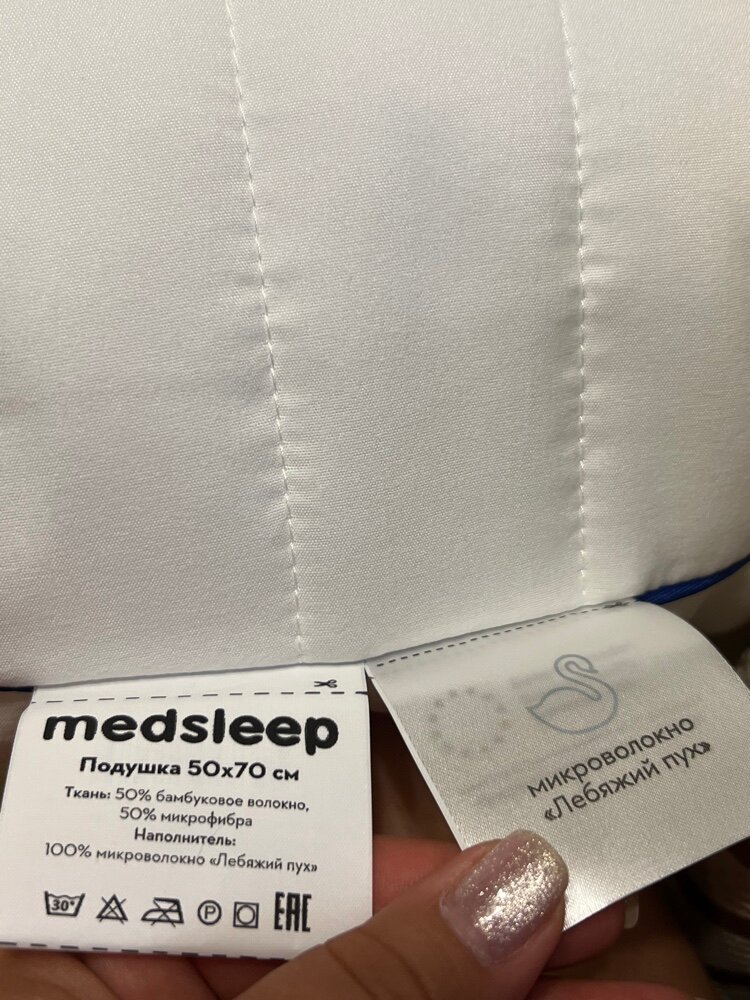 medsleep
Подушка 50x70 см
Ткань: 50% бамбуковое волокно,
50% микрофибра
Наполнитель:
100% микроволокно «Лебяжий пух»
30°
P
EAC
микроволокно
«Лебяжий пух»